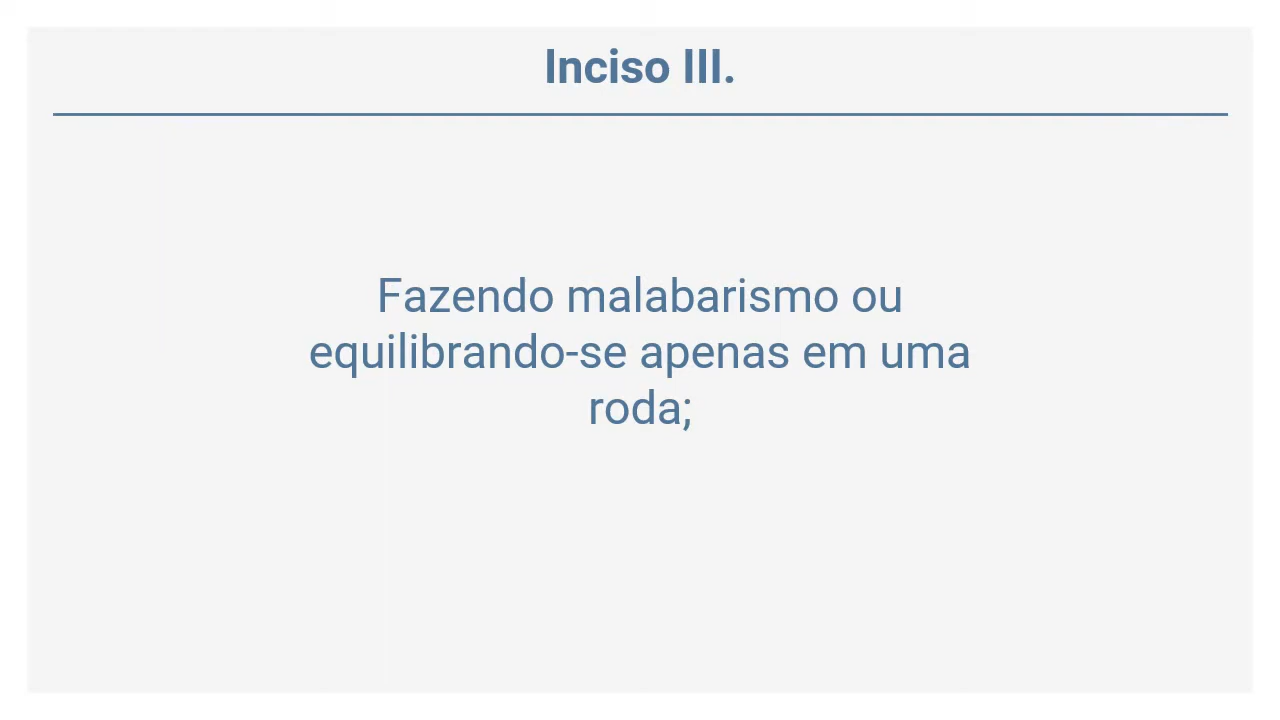 Inciso III.
Fazendo malabarismo ou
equilibrando-se apenas em uma
roda;